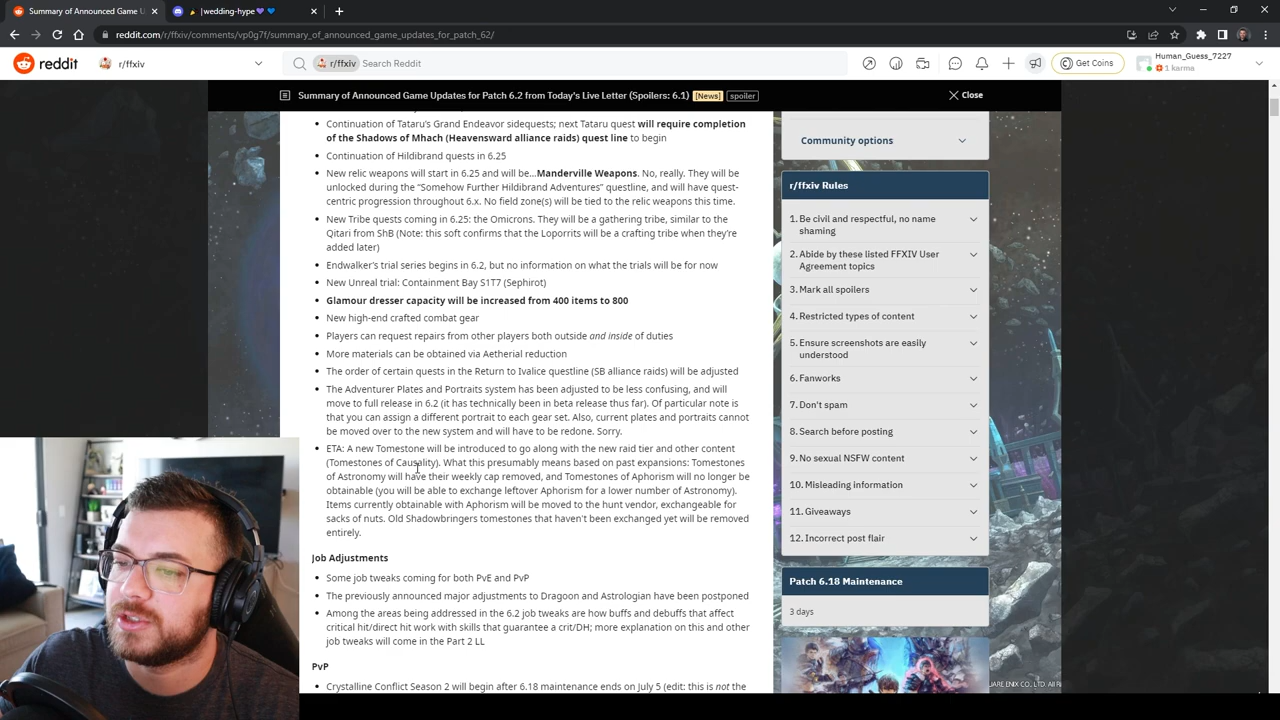 Summary of Announced Game U
|wedding-hype
reddit.com/r/ffxiv/comments/vp0g7f/summary_of_announced_game_updates_for_patch_62/
reddit
r/ffxiv
r/ffxiv Search Reddit
Get Coins
Human_Guess_7227
1 karma
Summary of Announced Game Updates for Patch 6.2 from Today's Live Letter (Spoilers: 6.1) [News] spoiler
Close
Continuation of Tataru's Grand Endeavor sidequests; next Tataru quest will require completion
of the Shadows of Mhach (Heavensward alliance raids) quest line to begin
Continuation of Hildibrand quests in 6.25
New relic weapons will start in 6.25 and will be...Manderville Weapons. No, really. They will be
unlocked during the "Somehow Further Hildibrand Adventures" questline, and will have quest-
centric progression throughout 6.x. No field zone(s) will be tied to the relic weapons this time.
New Tribe quests coming in 6.25: the Omicrons. They will be a gathering tribe, similar to the
Qitari from ShB (Note: this soft confirms that the Loporrits will be a crafting tribe when they're
added later)
Endwalker's trial series begins in 6.2, but no information on what the trials will be for now
New Unreal trial: Containment Bay S1T7 (Sephirot)
Glamour dresser capacity will be increased from 400 items to 800
New high-end crafted combat gear
Players can request repairs from other players both outside and inside of duties
More materials can be obtained via Aetherial reduction
The order of certain quests in the Return to Ivalice questline (SB alliance raids) will be adjusted
The Adventurer Plates and Portraits system has been adjusted to be less confusing, and will
move to full release in 6.2 (it has technically been in beta release thus far). Of particular note is
that you can assign a different portrait to each gear set. Also, current plates and portraits cannot
be moved over to the new system and will have to be redone. Sorry.
ETA: A new Tomestone will be introduced to go along with the new raid tier and other content
(Tomestones of Causality). What this presumably means based on past expansions: Tomestones
of Astronomy will have their weekly cap removed, and Tomestones of Aphorism will no longer be
obtainable (you will be able to exchange leftover Aphorism for a lower number of Astronomy).
Items currently obtainable with Aphorism will be moved to the hunt vendor, exchangeable for
sacks of nuts. Old Shadowbringers tomestones that haven't been exchanged yet will be removed
entirely.
Job Adjustments
Some job tweaks coming for both PvE and PvP
The previously announced major adjustments to Dragoon and Astrologian have been postponed
Among the areas being addressed in the 6.2 job tweaks are how buffs and debuffs that affect
critical hit/direct hit work with skills that guarantee a crit/DH; more explanation on this and other
job tweaks will come in the Part 2 LL
PvP
Crystalline Conflict Season 2 will begin after 6.18 maintenance ends on July 5 (edit: this is not the
Community options
r/ffxiv Rules
1. Be civil and respectful, no name
shaming
2. Abide by these listed FFXIV User
Agreement topics
3. Mark all spoilers
4. Restricted types of content
5. Ensure screenshots are easily
understood
6. Fanworks
7. Don't spam
8. Search before posting
9. No sexual NSFW content
10. Misleading information
11. Giveaways
12. Incorrect post flair
Patch 6.18 Maintenance
3 days